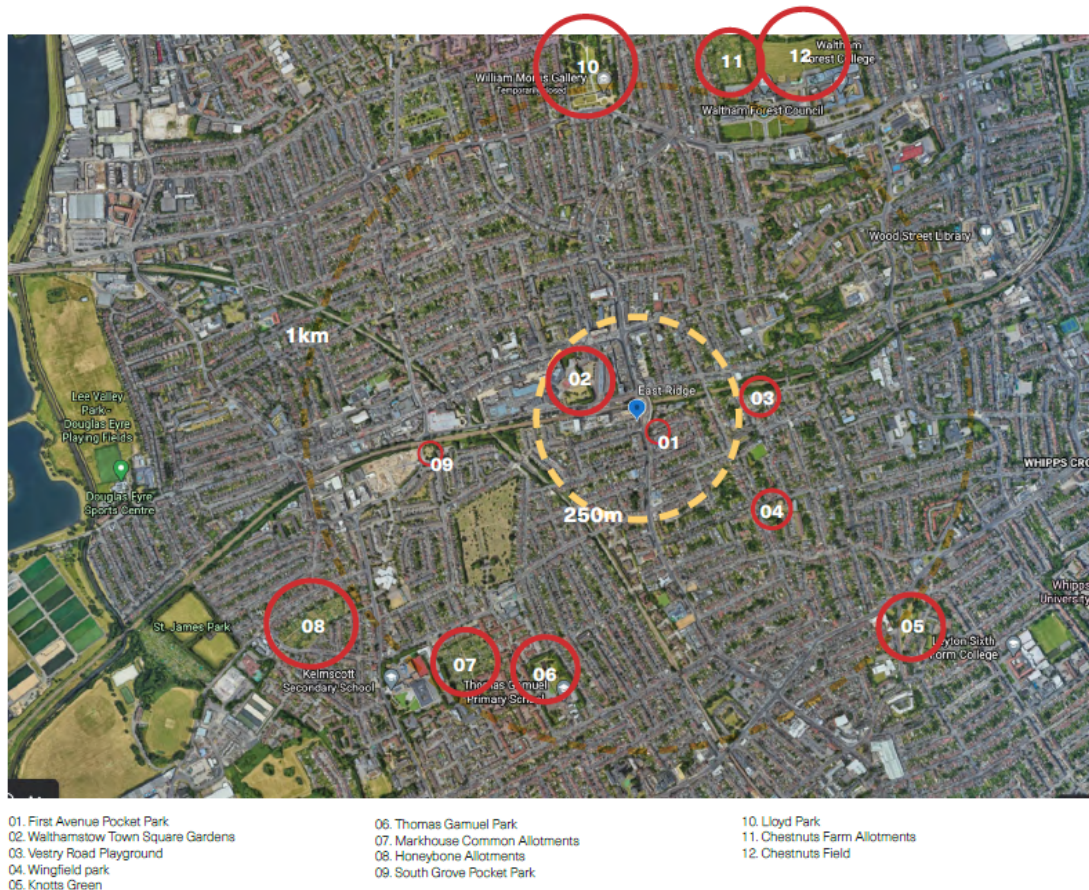 10
11
12
Waltham
Forest College
William Morris Gallery
Temporarily closed
Waltham Forest Council
Wood Street Library
1km
02
East Ridge
03
01
Lee Valley
Park -
Douglas Eyre
Playing Fields
09
WHIPPS CRO
Douglas Eyre
Sports Centre
250m
04
Whipps
University
St. James Park
08
05
Leyton Sixth
Form College
07
06
Kelmscott
Secondary School
Thomas Gamuel
Primary School
01. First Avenue Pocket Park
02. Walthamstow Town Square Gardens
03. Vestry Road Playground
04. Wingfield park
05. Knotts Green
06. Thomas Gamuel Park
07. Markhouse Common Allotments
08. Honeybone Allotments
09. South Grove Pocket Park
10. Lloyd Park
11. Chestnuts Farm Allotments
12. Chestnuts Field